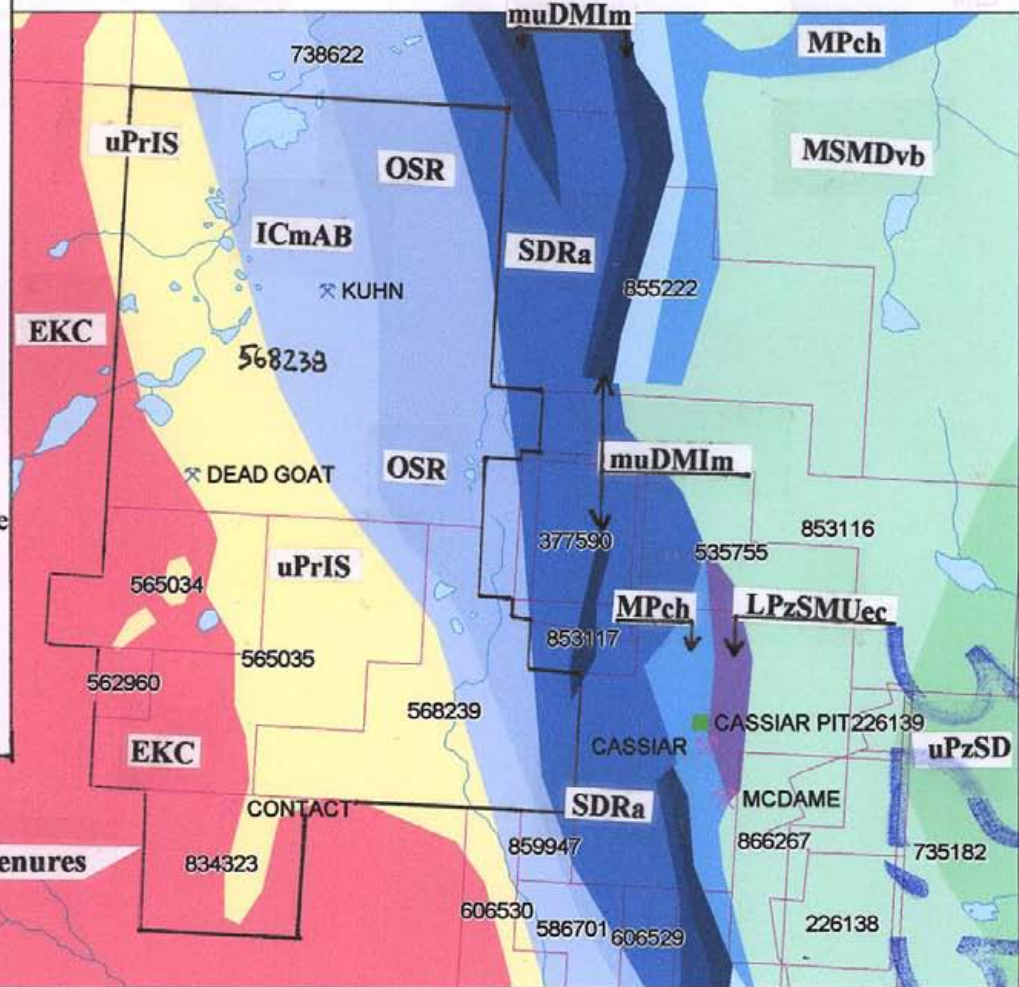 muDMIm
738622
MPch
uPrIS
OSR
MSMDvb
ICmAB
SDRa
KUHN
855222
EKC
568238
DEAD GOAT
OSR
muDMIm
853116
377590
535755
uPrIS
565034
MPch
LPzSMUec
853117
565035
562960
568239
CASSIAR PIT
226139
EKC
CASSIAR
uPzSD
MCDAME
CONTACT
SDRa
enures
834323
859947
866267
735182
606530
586701
606529
226138